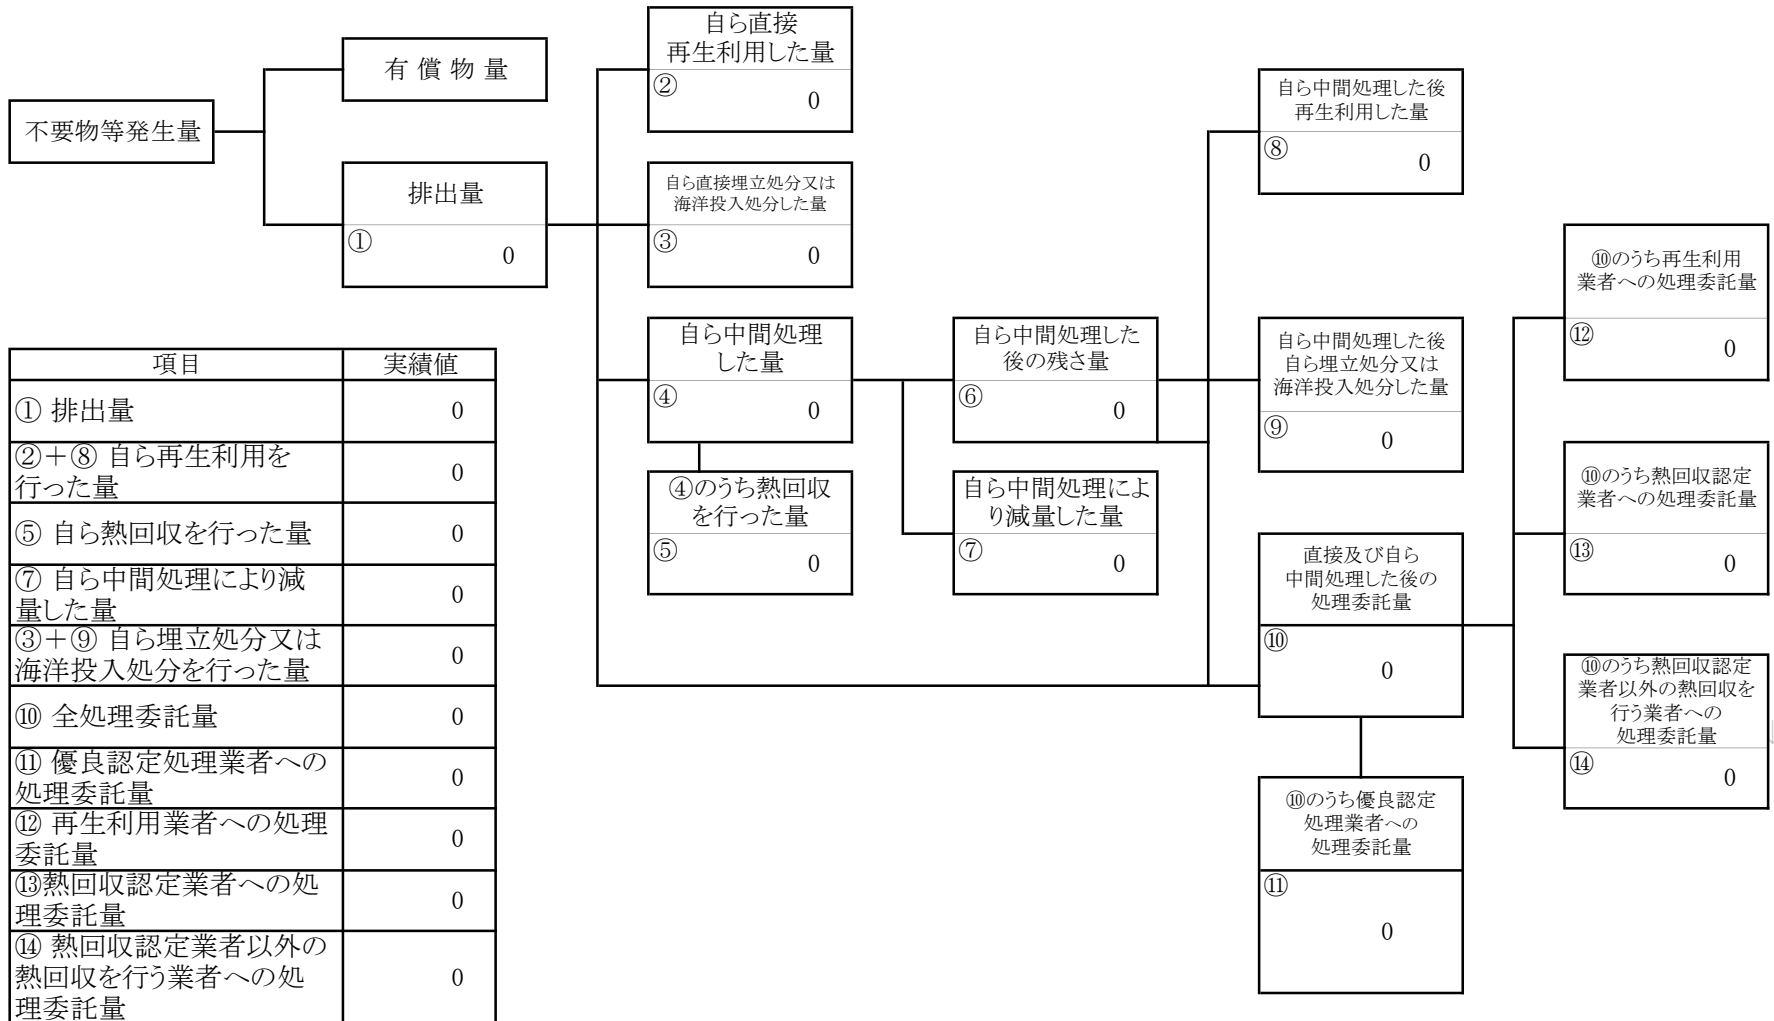 不要物等発生量
有 償 物 量
排出量
①
0
自ら直接
再生利用した量
②
0
自ら直接埋立処分又は
海洋投入処分した量
③
0
自ら中間処理
した量
④
0
④のうち熱回収
を行った量
⑤
0
自ら中間処理した
後の残さ量
⑥
0
自ら中間処理によ
り減量した量
⑦
0
自ら中間処理した後
再生利用した量
⑧
0
自ら中間処理した後
自ら埋立処分又は
海洋投入処分した量
⑨
0
直接及び自ら
中間処理した後の
処理委託量
⑩
0
⑩のうち優良認定
処理業者への
処理委託量
⑪
0
⑩のうち再生利用
業者への処理委託量
⑫
0
⑩のうち熱回収認定
業者への処理委託量
⑬
0
⑩のうち熱回収認定
業者以外の熱回収を
行う業者への
処理委託量
⑭
0
項目 実績値
① 排出量 0
②＋⑧ 自ら再生利用を
行った量 0
⑤ 自ら熱回収を行った量 0
⑦ 自ら中間処理により減
量した量 0
③＋⑨ 自ら埋立処分又は
海洋投入処分を行った量 0
⑩ 全処理委託量 0
⑪ 優良認定処理業者への
処理委託量 0
⑫ 再生利用業者への処理
委託量 0
⑬熱回収認定業者への処
理委託量 0
⑭ 熱回収認定業者以外の
熱回収を行う業者への処 0
理委託量